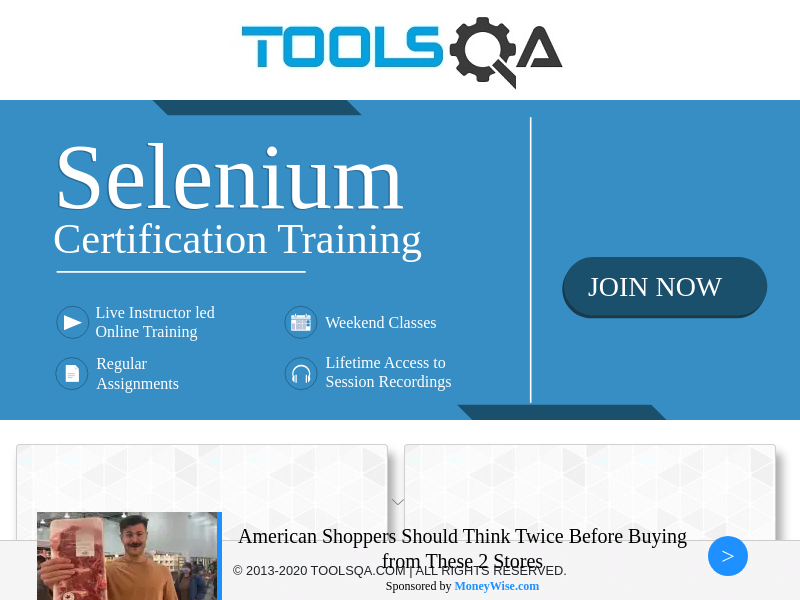 TOOLSQA
Selenium
Certification Training
JOIN NOW
Live Instructor led
Online Training
Weekend Classes
Regular
Assignments
Lifetime Access to
Session Recordings
American Shoppers Should Think Twice Before Buying
from These 2 Stores
© 2013-2020 TOOLSQA.COM | ALL RIGHTS RESERVED.
Sponsored by MoneyWise.com
>